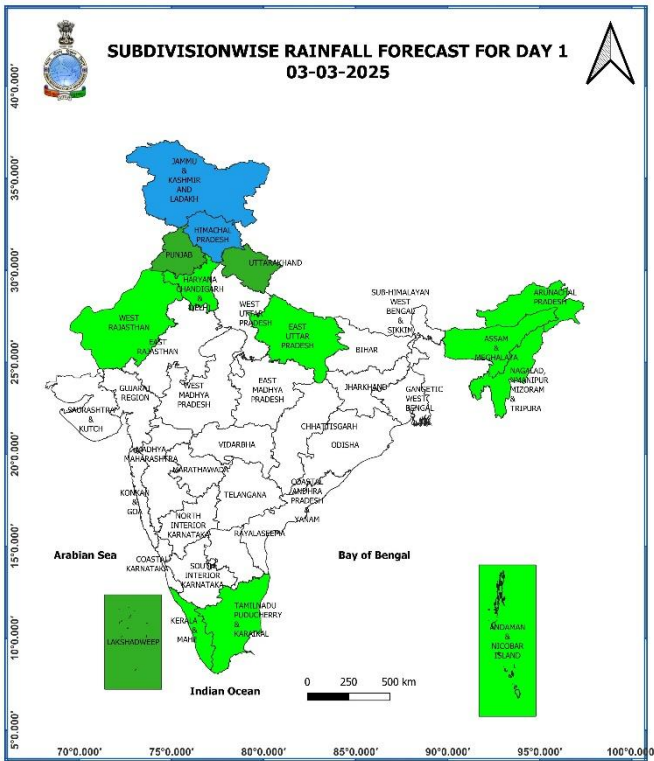 SUBDIVISIONWISE RAINFALL FORECAST FOR DAY 1
03-03-2025
40°0.000'
35°0.000'
30°0.000'
25°0.000'
20°0.000'
15°0.000'
10°0.000'
5°0.000'
JAMMU
&
KASHMIR
AND
LADAKH
HIMACHAL
PRADESH
PUNJAB
UTTARAKHAND
HARYANA
CHANDIGARH
&
DELHI
WEST
UTTAR
PRADESH
EAST
UTTAR
PRADESH
WEST
RAJASTHAN
EAST
RAJASTHAN
SUB-HIMALAYAN
WEST
BENGAL
&
SIKKIM
ARUNACHAL
PRADESH
ASSAM
&
MEGHALAYA
NAGALAD,
MANIPUR
MIZORAM
&
TRIPURA
BIHAR
JHARKHAND
GANGETIC
WEST
BENGAL
GUJARAT
REGION
SAURASHTRA
&
KUTCH
WEST
MADHYA
PRADESH
EAST
MADHYA
PRADESH
CHHATTISGARH
ODISHA
VIDARBHA
MADHYA
MAHARASHTRA
MARATHAWADA
KONKAN
&
GOA
TELANGANA
COASTAL
ANDHRA
PRADESH
&
YANAM
NORTH
INTERIOR
KARNATAKA
RAYALASEEMA
COASTAL
KARNATAKA
SOUTH
INTERIOR
KARNATAKA
Arabian Sea
Bay of Bengal
LAKSHADWEEP
KERALA
&
MAHE
TAMILNADU
PUDUCHERRY
&
KARAIKAL
ANDAMAN
&
NICOBAR
ISLAND
Indian Ocean
0 250 500 km
70°0.000' 75°0.000' 80°0.000' 85°0.000' 90°0.000' 95°0.000' 100°0.000'